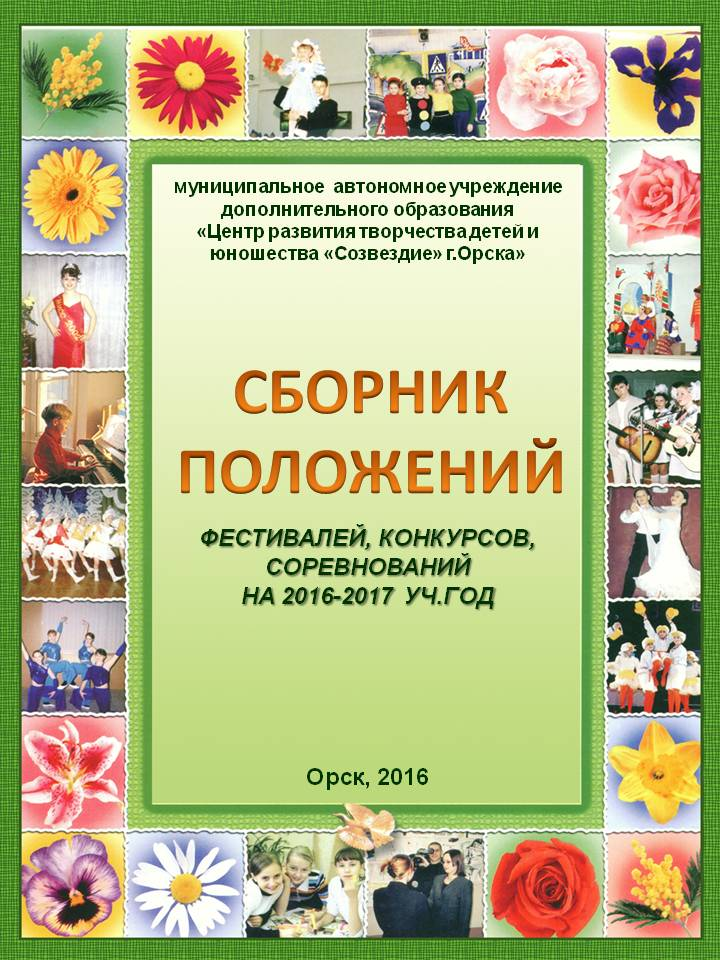 муниципальное автономное учреждение
дополнительного образования
«Центр развития творчества детей и
юношества «Созвездие» г.Орска»
СБОРНИК
ПОЛОЖЕНИЙ
ФЕСТИВАЛЕЙ, КОНКУРСОВ,
СОРЕВНОВАНИЙ
НА 2016-2017 УЧ.ГОД
Орск, 2016